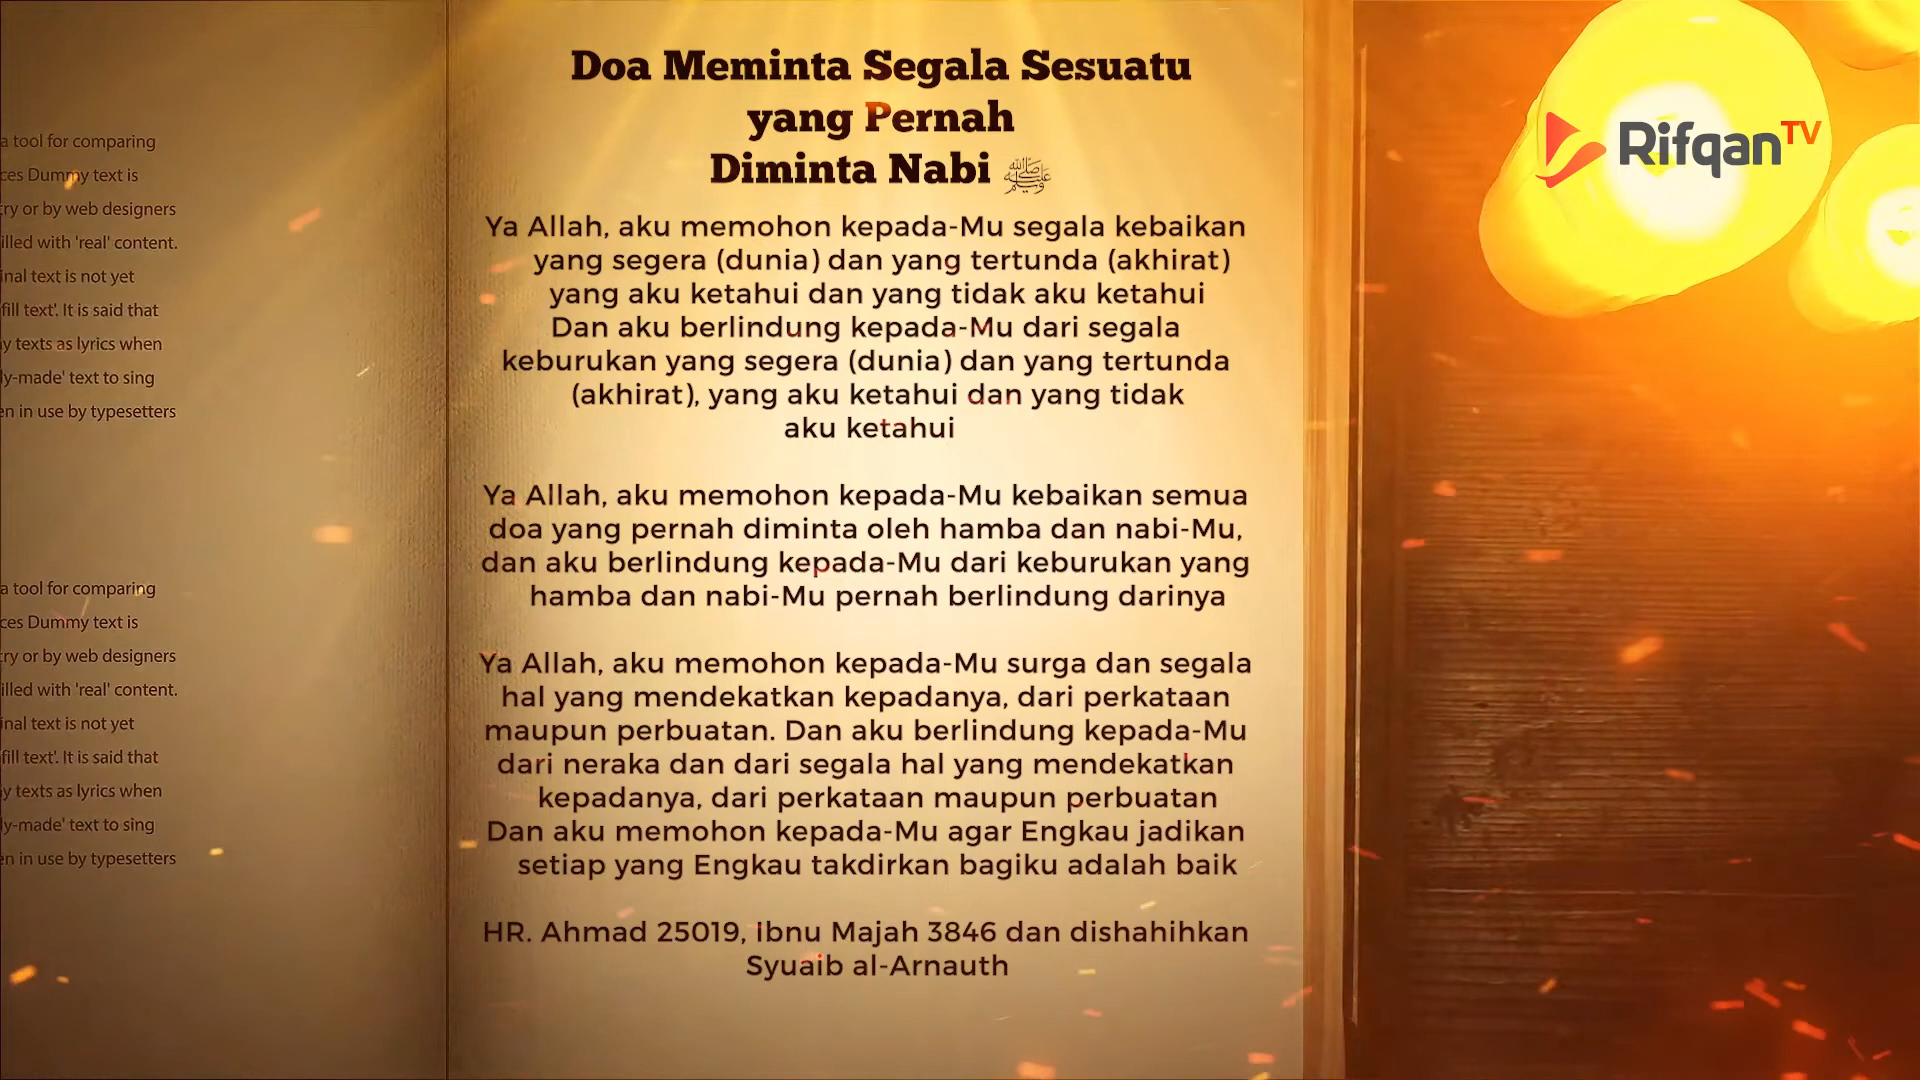 a tool for comparing
ces Dummy text is
try or by web designers
illed with 'real' content.
inal text is not yet
fill text'. It is said that
y texts as lyrics when
ly-made' text to sing
en in use by typesetters
a tool for comparing
ces Dummy text is
try or by web designers
illed with 'real' content.
inal text is not yet
fill text'. It is said that
y texts as lyrics when
ly-made' text to sing
en in use by typesetters
Doa Meminta Segala Sesuatu
yang Pernah
Diminta Nabi ﷺ
Ya Allah, aku memohon kepada-Mu segala kebaikan
yang segera (dunia) dan yang tertunda (akhirat)
yang aku ketahui dan yang tidak aku ketahui
Dan aku berlindung kepada-Mu dari segala
keburukan yang segera (dunia) dan yang tertunda
(akhirat), yang aku ketahui dan yang tidak
aku ketahui
Ya Allah, aku memohon kepada-Mu kebaikan semua
doa yang pernah diminta oleh hamba dan nabi-Mu,
dan aku berlindung kepada-Mu dari keburukan yang
hamba dan nabi-Mu pernah berlindung darinya
Ya Allah, aku memohon kepada-Mu surga dan segala
hal yang mendekatkan kepadanya, dari perkataan
maupun perbuatan. Dan aku berlindung kepada-Mu
dari neraka dan dari segala hal yang mendekatkan
kepadanya, dari perkataan maupun perbuatan
Dan aku memohon kepada-Mu agar Engkau jadikan
setiap yang Engkau takdirkan bagiku adalah baik
HR. Ahmad 25019, ibnu Majah 3846 dan dishahihkan
Syuaib al-Arnauth
Rifqan TV